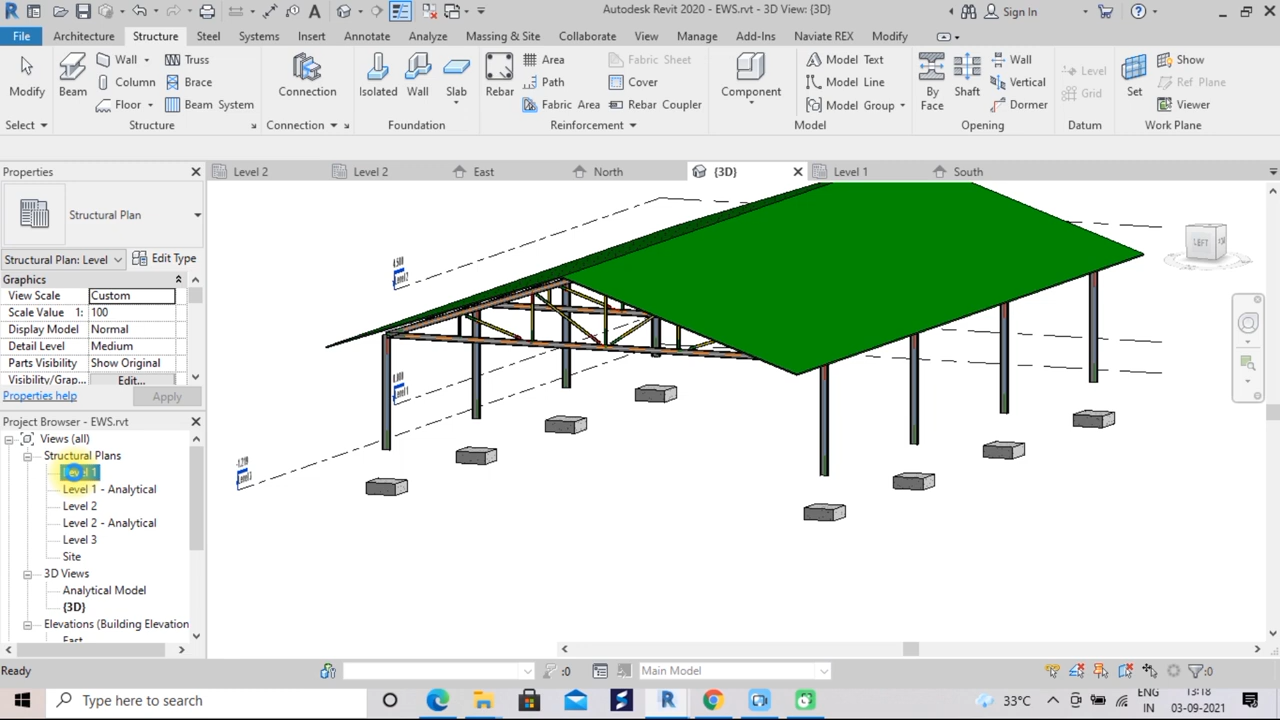 Autodesk Revit 2020 - EWS.rvt - 3D View: {3D}
Sign In
File
Architecture
Structure
Steel
Systems
Insert
Annotate
Analyze
Massing & Site
Collaborate
View
Manage
Add-Ins
Naviate REX
Modify
Modify
Beam
Wall
Truss
Column
Brace
Floor
Beam System
Connection
Isolated
Wall
Slab
Rebar
Area
Path
Fabric Area
Fabric Sheet
Cover
Rebar Coupler
Component
Model Text
Model Line
Model Group
By Face
Shaft
Wall
Vertical
Dormer
Level
Grid
Set
Show
Ref Plane
Viewer
Select
Structure
Connection
Foundation
Reinforcement
Model
Opening
Datum
Work Plane
Properties
Level 2
Level 2
East
North
{3D}
Level 1
South
Structural Plan
Structural Plan: Level
Edit Type
Graphics
View Scale
Custom
Scale Value 1:
100
Display Model
Normal
Detail Level
Medium
Parts Visibility
Show Original
Visibility/Grap...
Edit...
Properties help
Apply
LEFT
Project Browser - EWS.rvt
Views (all)
Structural Plans
Level 1 - Analytical
Level 2
Level 2 - Analytical
Level 3
Site
3D Views
Analytical Model
{3D}
Elevations (Building Elevation
East
Ready
:0
Main Model
:0
Type here to search
33°C
ENG
IN
13:18
03-09-2021